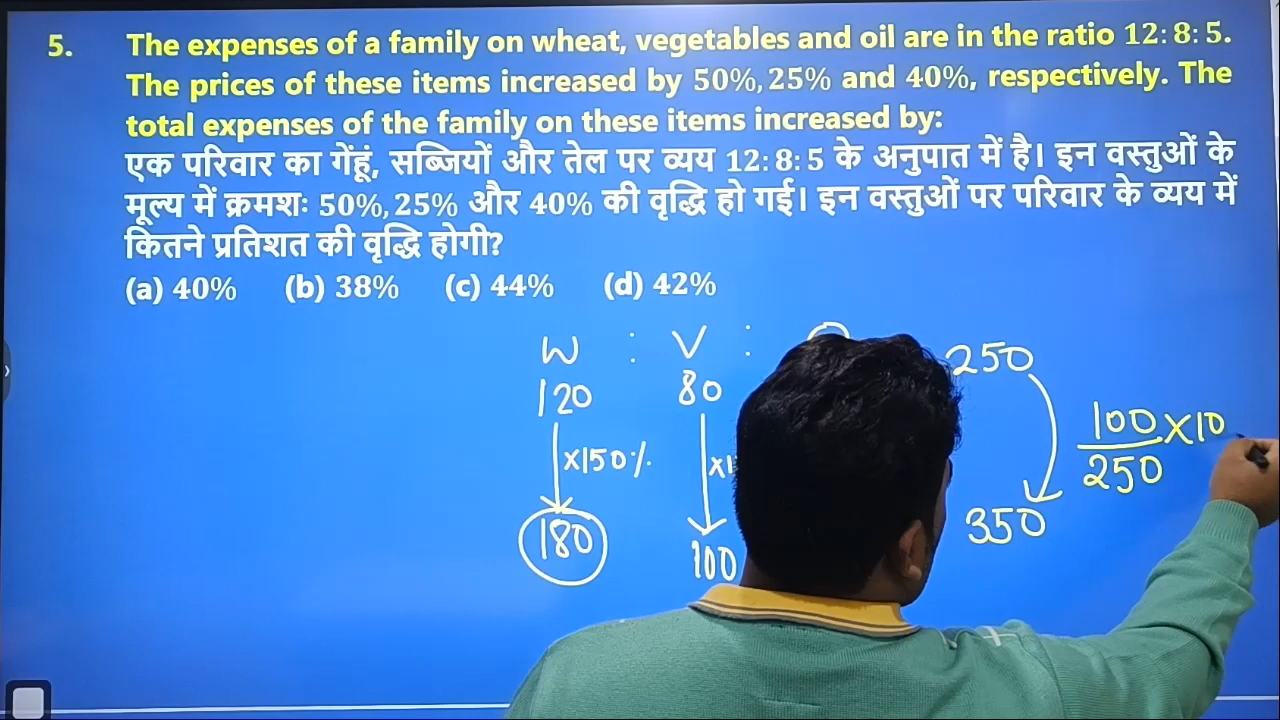 5. The expenses of a family on wheat, vegetables and oil are in the ratio 12:8:5.
The prices of these items increased by 50%, 25% and 40%, respectively. The
total expenses of the family on these items increased by:
एक परिवार का गेंहूं, सब्जियों और तेल पर व्यय 12:8:5 के अनुपात में है। इन वस्तुओं के
मूल्य में क्रमशः 50%, 25% और 40% की वृद्धि हो गई। इन वस्तुओं पर परिवार के व्यय में
कितने प्रतिशत की वृद्धि होगी?
(a) 40% (b) 38% (c) 44% (d) 42%
W : V :
120 80
250
×150%
180 100
350
100
250
×10